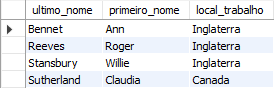 ultimo_nome primeiro_nome local_trabalho
Bennet Ann Inglaterra
Reeves Roger Inglaterra
Stansbury Willie Inglaterra
Sutherland Claudia Canada